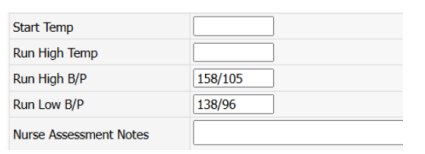 Start Temp
Run High Temp
Run High B/P 158/105
Run Low B/P 138/96
Nurse Assessment Notes